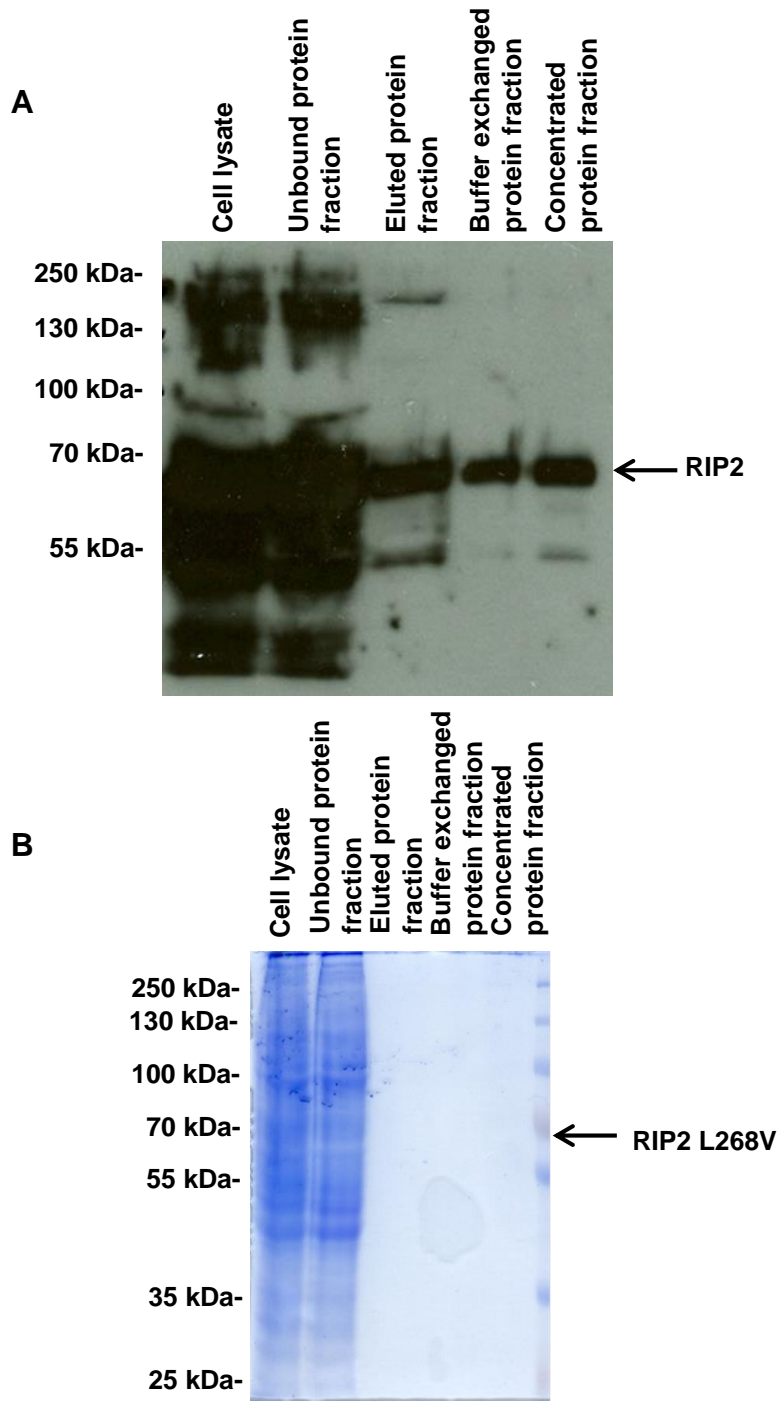 A
Cell lysate
Unbound protein
fraction
Eluted protein
fraction
Buffer exchanged
protein fraction
Concentrated
protein fraction
250 kDa-
130 kDa-
100 kDa-
70 kDa-
55 kDa-
RIP2
B
Cell lysate
Unbound protein
fraction
Eluted protein
fraction
Buffer exchanged
protein fraction
Concentrated
protein fraction
250 kDa-
130 kDa-
100 kDa-
70 kDa-
55 kDa-
35 kDa-
25 kDa-
RIP2 L268V